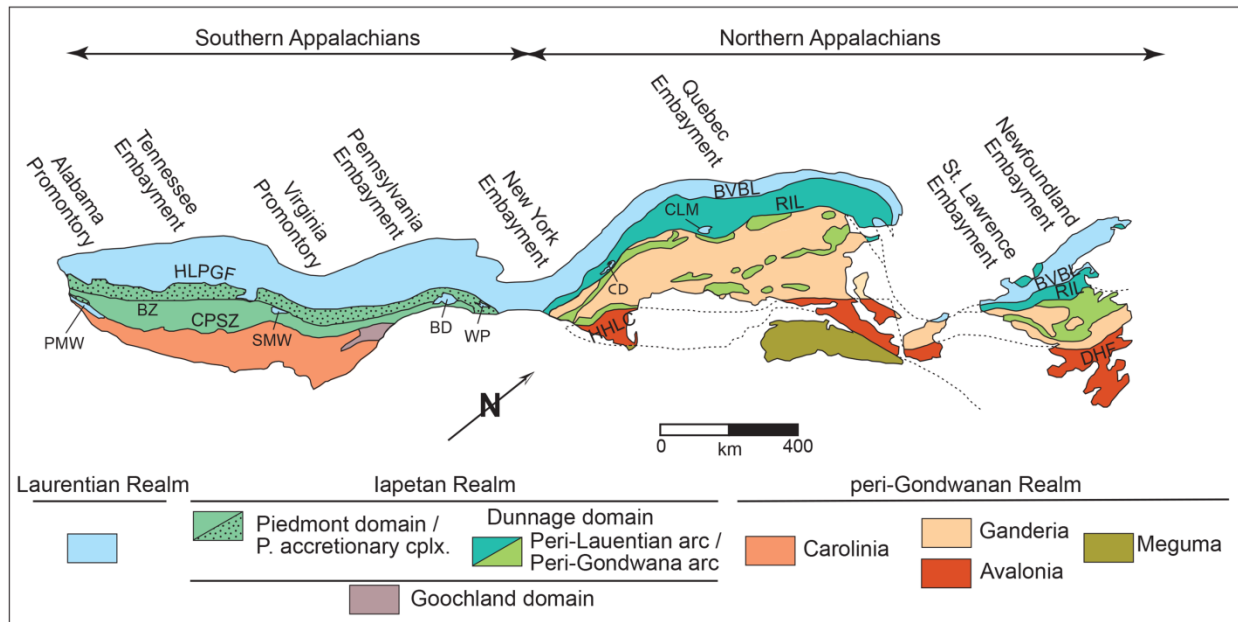 Southern Appalachians
Northern Appalachians
Alabama
Promontory
Tennessee
Embayment
Virginia
Promontory
Pennsylvania
Embayment
New York
Embayment
Quebec
Embayment
St. Lawrence
Embayment
Newfoundland
Embayment
BVBL
CLM
RIL
HLPGF
BZ
CPSZ
PMW
SMW
BD
WP
CD
HHLC
BVBL
RIL
DHF
N
0
400
km
Laurentian Realm
Iapetan Realm
peri-Gondwanan Realm
Piedmont domain /
P. accretionary cplx.
Dunnage domain
Peri-Lauentian arc /
Peri-Gondwana arc
Goochland domain
Carolinia
Ganderia
Avalonia
Meguma